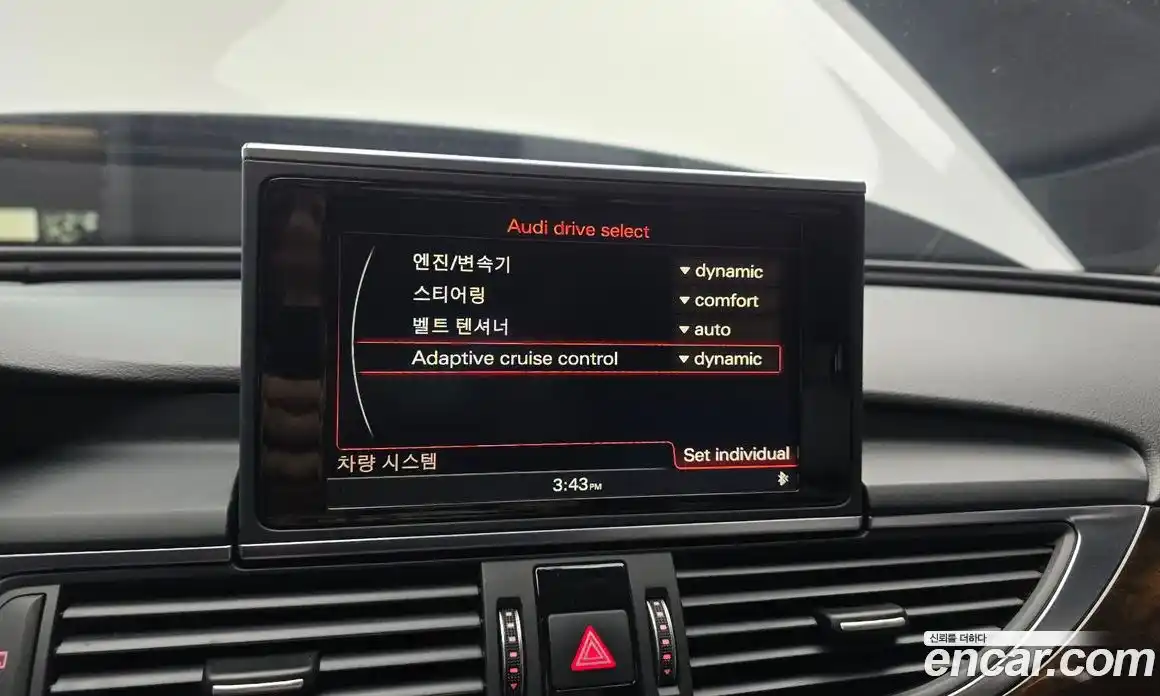 Audi drive select
엔진/변속기 ▼ dynamic
스티어링 ▼ comfort
벨트 텐셔너 ▼ auto
Adaptive cruise control ▼ dynamic
차량 시스템 Set individual
3:43 PM
신뢰를 더하다
encar.com